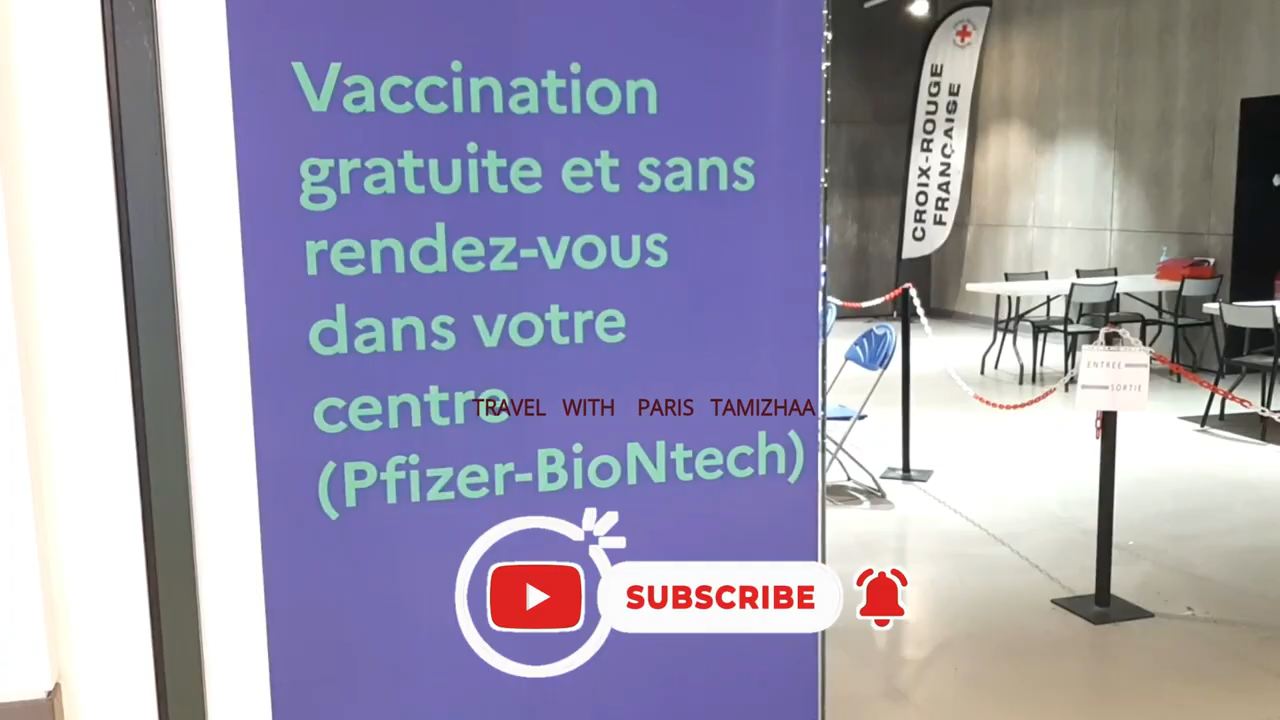 Vaccination
gratuite et sans
rendez-vous
dans votre
centre
(Pfizer-BioNtech)
TRAVEL WITH PARIS TAMIZHAA
SUBSCRIBE
CROIX-ROUGE
FRANÇAISE
ENTREE
SORTIE